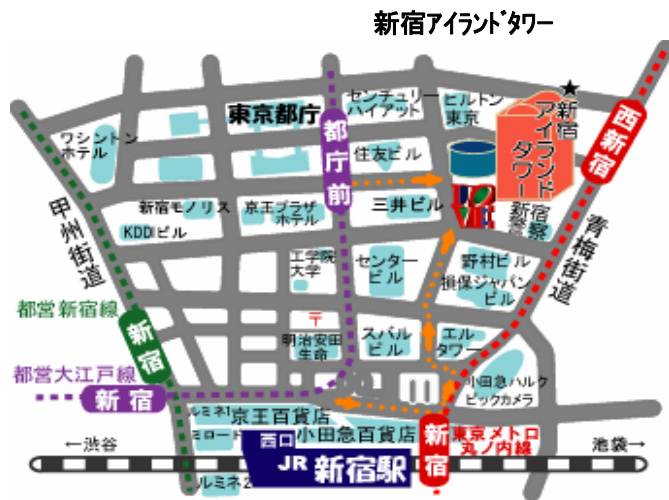 新宿アイランドタワー
★
新宿
アイランド
タワー
センチュリー
ハイアット
ヒルトン
東京
東京都庁
都庁前
西新宿
ワシントン
ホテル
住友ビル
新宿モノリス
京王プラザ
ホテル
三井ビル
新宿
警察
KDDIビル
甲州街道
青梅街道
工学院
大学
センター
ビル
野村ビル
損保ジャパン
ビル
都営新宿線
新宿
〒
明治安田
生命
スバル
ビル
エル
タワー
都営大江戸線
新宿
小田急ハルク
ビックカメラ
ルミネ1
京王百貨店
ミロード
小田急百貨店
新宿
東京メトロ
丸ノ内線
←渋谷
西口
JR新宿駅
池袋→
ルミネ2